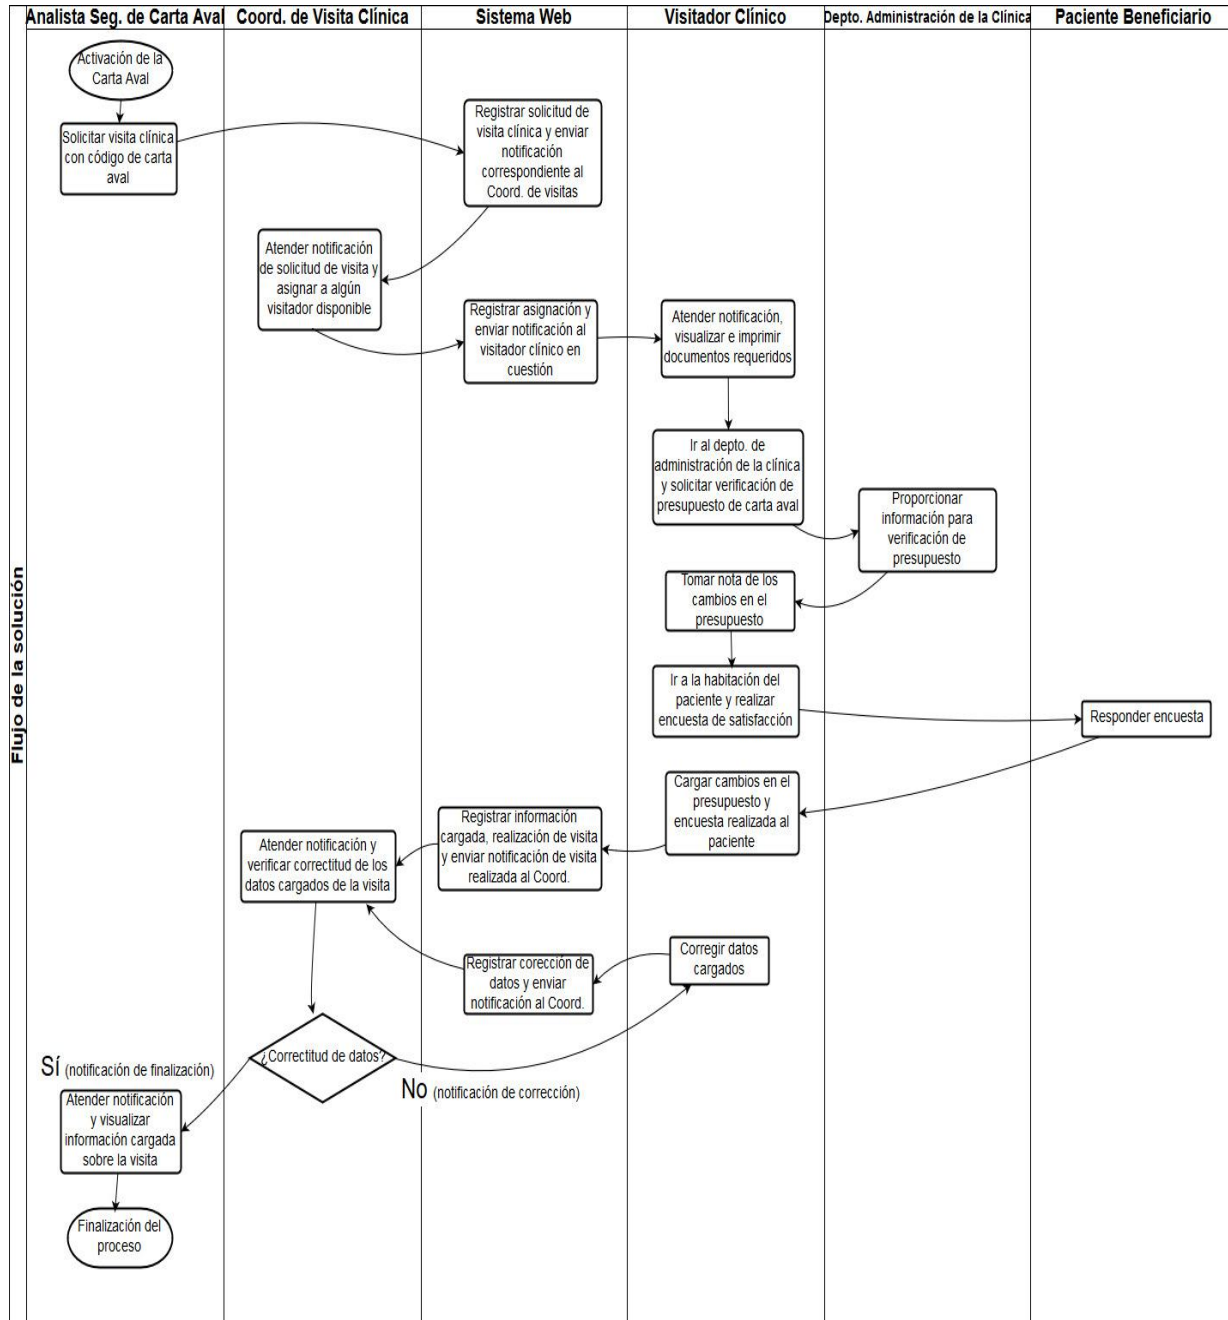 Analista Seg. de Carta Aval
Coord. de Visita Clínica
Sistema Web
Visitador Clínico
Depto. Administración de la Clínica
Paciente Beneficiario
Flujo de la solución
Activación de la
Carta Aval
Solicitar visita clínica
con código de carta
aval
Registrar solicitud de
visita clínica y enviar
notificación
correspondiente al
Coord. de visitas
Atender notificación
de solicitud de visita y
asignar a algún
visitador disponible
Registrar asignación y
enviar notificación al
visitador clínico en
cuestión
Atender notificación,
visualizar e imprimir
documentos requeridos
Ir al depto. de
administración de la clínica
y solicitar verificación de
presupuesto de carta aval
Proporcionar
información para
verificación de
presupuesto
Tomar nota de los
cambios en el
presupuesto
Ir a la habitación del
paciente y realizar
encuesta de satisfacción
Responder encuesta
Cargar cambios en el
presupuesto y
encuesta realizada al
paciente
Registrar información
cargada, realización de visita
y enviar notificación de visita
realizada al Coord.
Atender notificación y
verificar correctitud de los
datos cargados de la visita
Corregir datos
cargados
Registrar corección de
datos y enviar
notificación al Coord.
¿Correctitud de datos?
Sí (notificación de finalización)
No (notificación de corrección)
Atender notificación
y visualizar
información cargada
sobre la visita
Finalización del
proceso